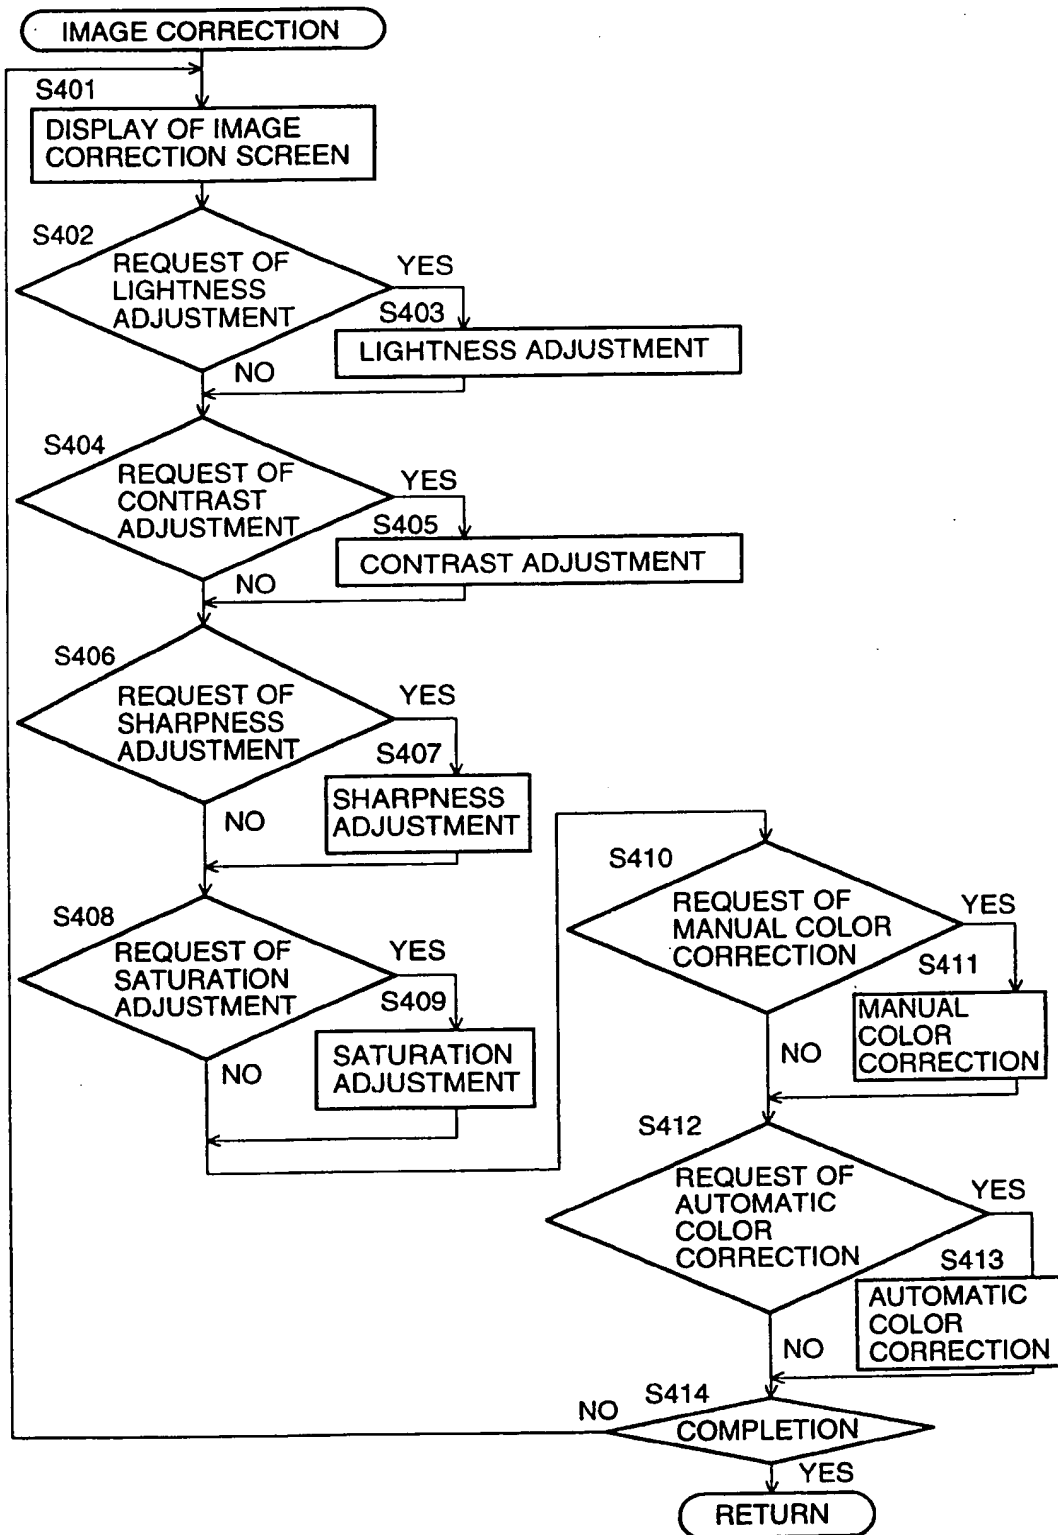 IMAGE CORRECTION
S401
DISPLAY OF IMAGE
CORRECTION SCREEN
S402
REQUEST OF
LIGHTNESS
ADJUSTMENT
YES
S403
LIGHTNESS ADJUSTMENT
NO
S404
REQUEST OF
CONTRAST
ADJUSTMENT
YES
S405
CONTRAST ADJUSTMENT
NO
S406
REQUEST OF
SHARPNESS
ADJUSTMENT
YES
S407
SHARPNESS
ADJUSTMENT
NO
S408
REQUEST OF
SATURATION
ADJUSTMENT
YES
S409
SATURATION
ADJUSTMENT
NO
S410
REQUEST OF
MANUAL COLOR
CORRECTION
YES
S411
MANUAL
COLOR
CORRECTION
NO
S412
REQUEST OF
AUTOMATIC
COLOR
CORRECTION
YES
S413
AUTOMATIC
COLOR
CORRECTION
NO
S414
COMPLETION
NO
YES
RETURN